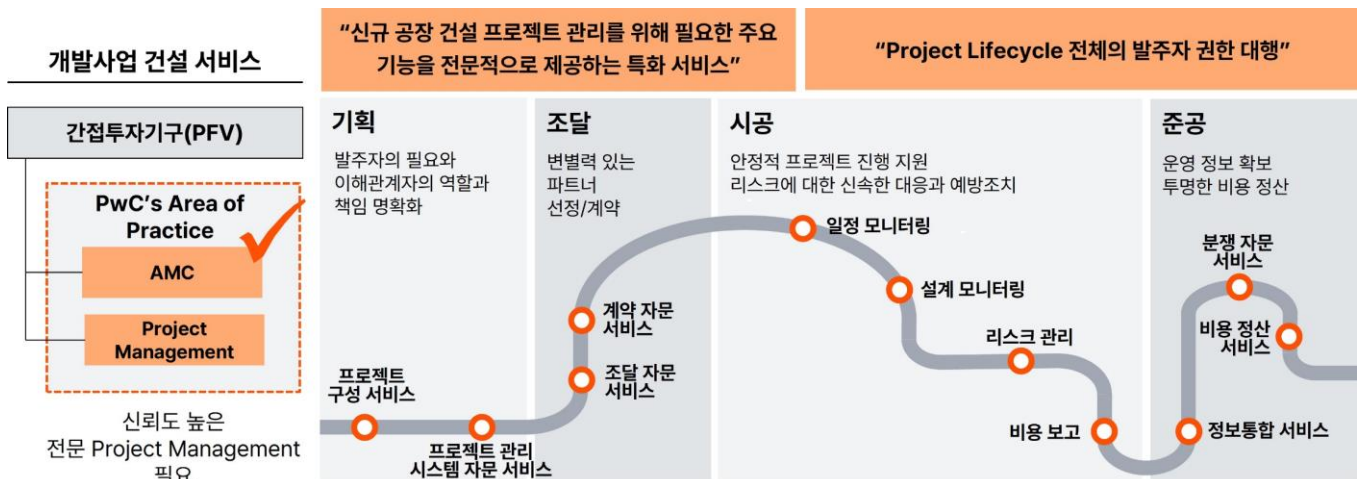 개발사업 건설 서비스
간접투자기구(PFV)
PwC's Area of
Practice
AMC
Project
Management
신뢰도 높은
전문 Project Management
필요
“신규 공장 건설 프로젝트 관리를 위해 필요한 주요
기능을 전문적으로 제공하는 특화 서비스”
“Project Lifecycle 전체의 발주자 권한 대행”
기획
발주자의 필요와
이해관계자의 역할과
책임 명확화
프로젝트
구성 서비스
프로젝트 관리
시스템 자문 서비스
조달
변별력 있는
파트너
선정/계약
계약 자문
서비스
조달 자문
서비스
시공
안정적 프로젝트 진행 지원
리스크에 대한 신속한 대응과 예방조치
일정 모니터링
설계 모니터링
리스크 관리
비용 보고
준공
운영 정보 확보
투명한 비용 정산
분쟁 자문
서비스
비용 정산
서비스
정보통합 서비스